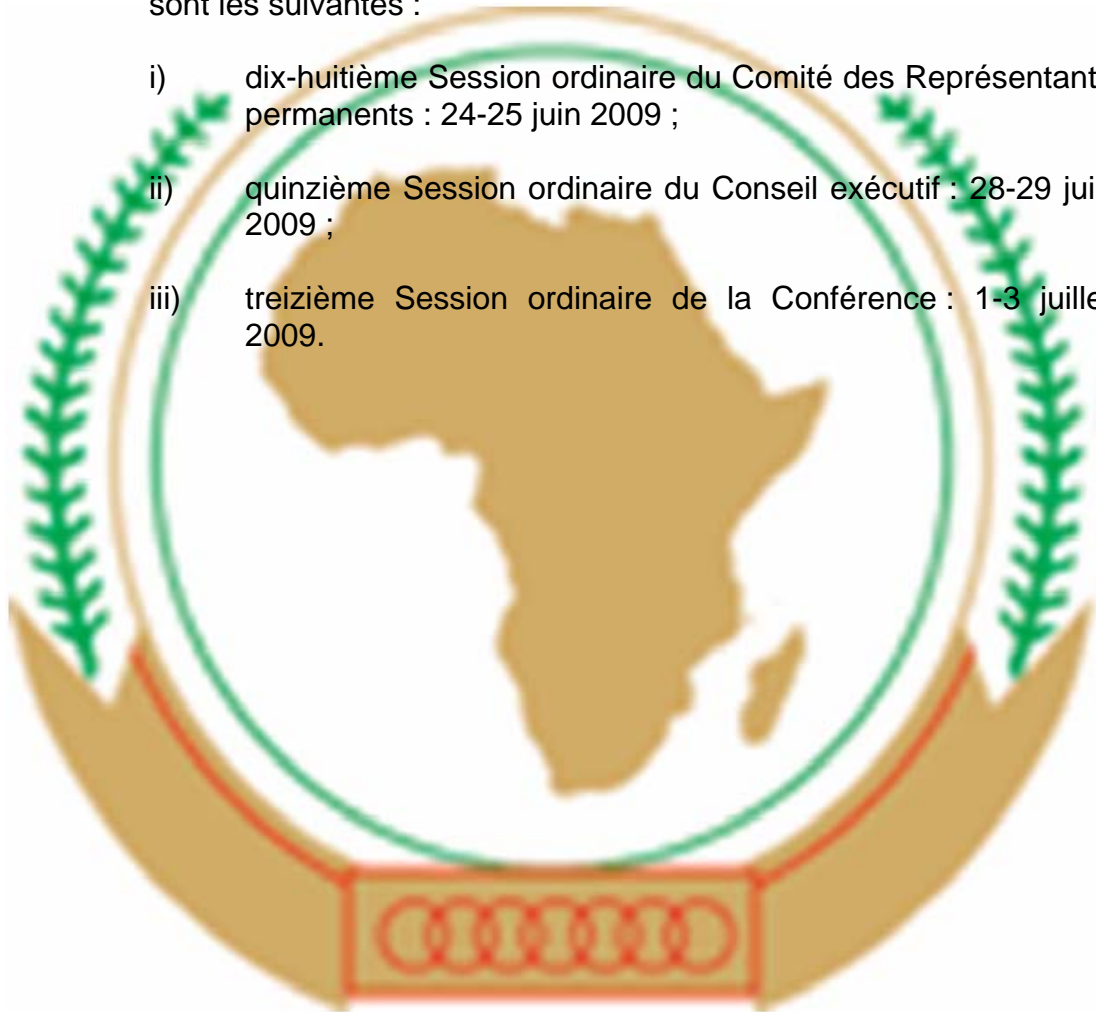 sont les suivantes :
i) dix-huitième Session ordinaire du Comité des Représentant
permanents : 24-25 juin 2009 ;
ii) quinzième Session ordinaire du Conseil exécutif : 28-29 jui
2009 ;
iii) treizième Session ordinaire de la Conférence : 1-3 juille
2009.